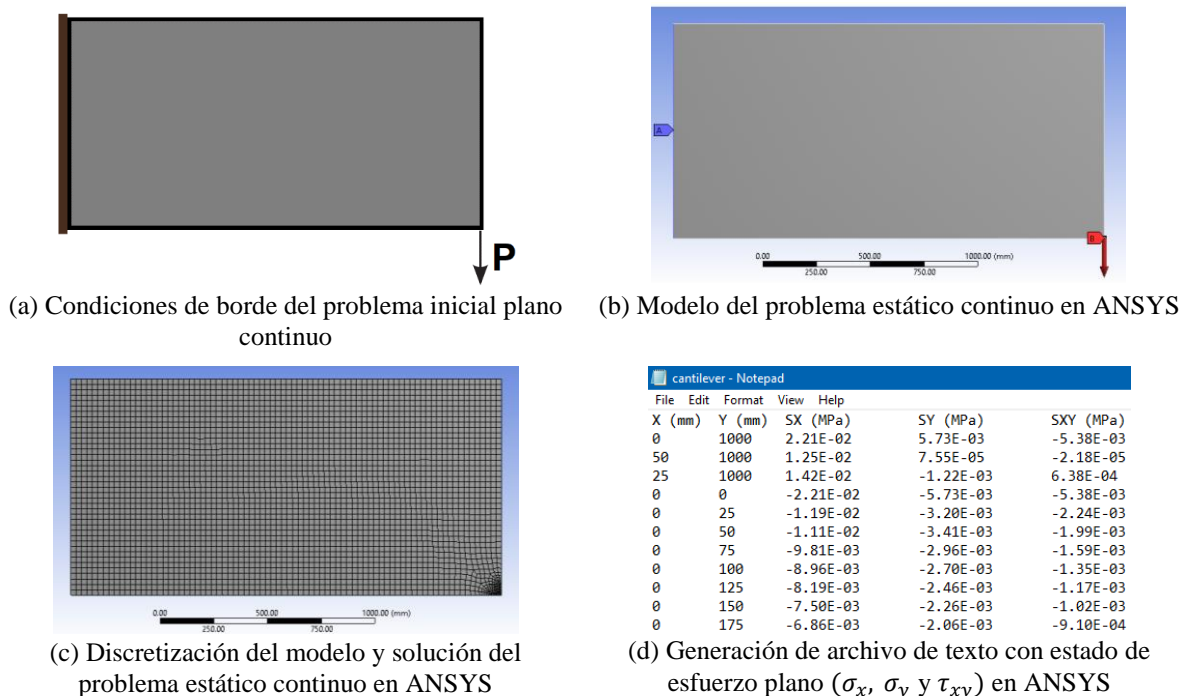 P
(a) Condiciones de borde del problema inicial plano
continuo
A
B
0.00 500.00 1000.00 (mm)
250.00 750.00
(b) Modelo del problema estático continuo en ANSYS
0.00 500.00 1000.00 (mm)
250.00 750.00
(c) Discretización del modelo y solución del
problema estático continuo en ANSYS
cantilever - Notepad
File Edit Format View Help
X (mm) Y (mm) SX (MPa) SY (MPa) SXY (MPa)
0 1000 2.21E-02 5.73E-03 -5.38E-03
50 1000 1.25E-02 7.55E-05 -2.18E-05
25 1000 1.42E-02 -1.22E-03 6.38E-04
0 0 -2.21E-02 -5.73E-03 -5.38E-03
0 25 -1.19E-02 -3.20E-03 -2.24E-03
0 50 -1.11E-02 -3.41E-03 -1.99E-03
0 75 -9.81E-03 -2.96E-03 -1.59E-03
0 100 -8.96E-03 -2.70E-03 -1.35E-03
0 125 -8.19E-03 -2.46E-03 -1.17E-03
0 150 -7.50E-03 -2.26E-03 -1.02E-03
0 175 -6.86E-03 -2.06E-03 -9.10E-04
(d) Generación de archivo de texto con estado de
esfuerzo plano (σx, σy y τxy) en ANSYS